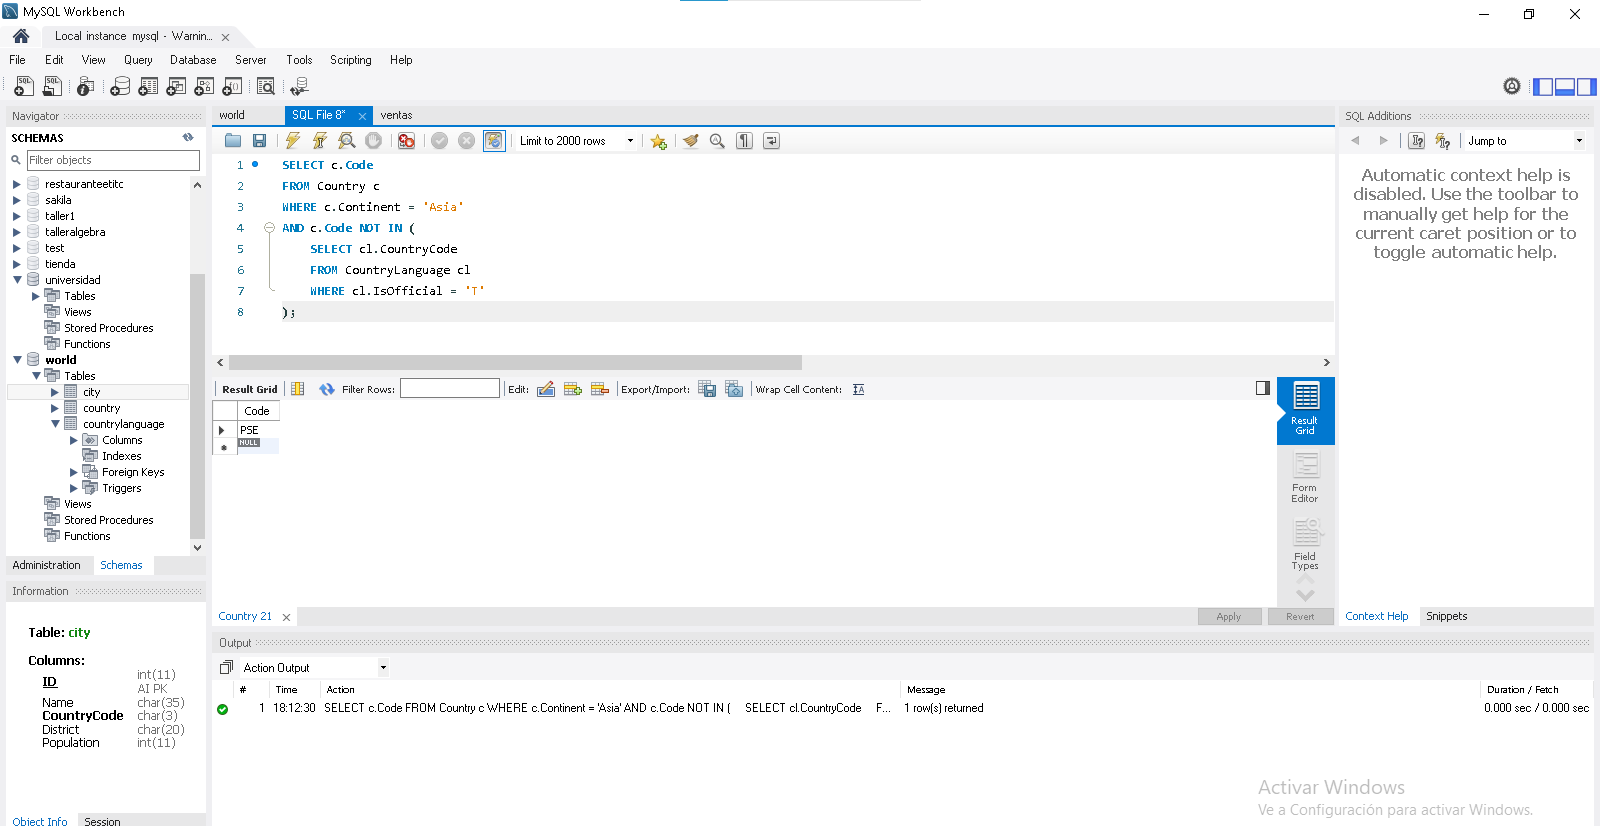 MySQL Workbench
Local instance mysql - Warnin...
File Edit View Query Database Server Tools Scripting Help
Navigator
SCHEMAS
Filter objects
restauranteetitc
sakila
taller1
talleralgebra
test
tienda
universidad
Tables
Views
Stored Procedures
Functions
world
Tables
city
country
countrylanguage
Columns
Indexes
Foreign Keys
Triggers
Views
Stored Procedures
Functions
Administration Schemas
Information
Table: city
Columns:
ID int(11)
AI PK
Name char(35)
CountryCode char(3)
District char(20)
Population int(11)
Object Info Session
world SQL File 8* ventas
Limit to 2000 rows
1 SELECT c.Code
2 FROM Country c
3 WHERE c.Continent = 'Asia'
4 AND c.Code NOT IN (
5 SELECT cl.CountryCode
6 FROM CountryLanguage cl
7 WHERE cl.IsOfficial = 'T'
8 );
Result Grid Filter Rows: Edit: Export/Import: Wrap Cell Content:
Code
PSE
NULL
Result
Grid
Form
Editor
Field
Types
Country 21 Apply Revert
Output
Action Output
# Time Action Message Duration / Fetch
1 18:12:30 SELECT c.Code FROM Country c WHERE c.Continent = 'Asia' AND c.Code NOT IN ( SELECT cl.CountryCode F... 1 row(s) returned 0.000 sec / 0.000 sec
SQL Additions
Jump to
Automatic context help is
disabled. Use the toolbar to
manually get help for the
current caret position or to
toggle automatic help.
Context Help Snippets
Activar Windows
Ve a Configuración para activar Windows.